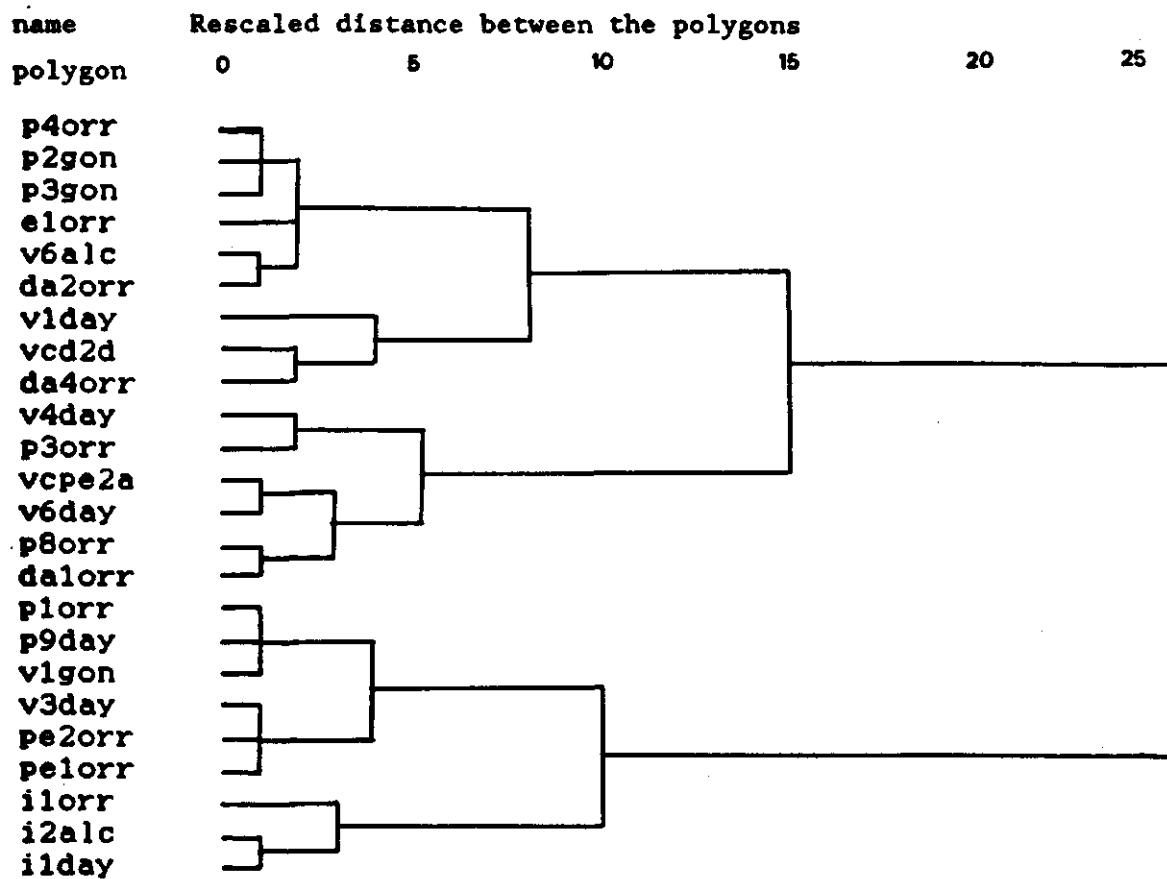 name Rescaled distance between the polygons
polygon 0 5 10 15 20 25
p4orr
p2gon
p3gon
e1orr
v6alc
da2orr
v1day
vcd2d
da4orr
v4day
p3orr
vcpe2a
v6day
p8orr
da1orr
p1orr
p9day
v1gon
v3day
pe2orr
pe1orr
i1orr
i2alc
i1day